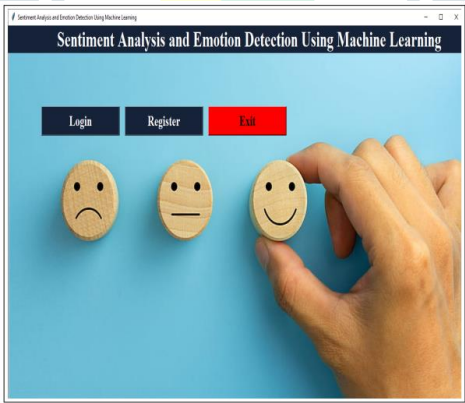 Sentiment Analysis and Emotion Detection Using Machine Learning
Sentiment Analysis and Emotion Detection Using Machine Learning
Login Register Exit